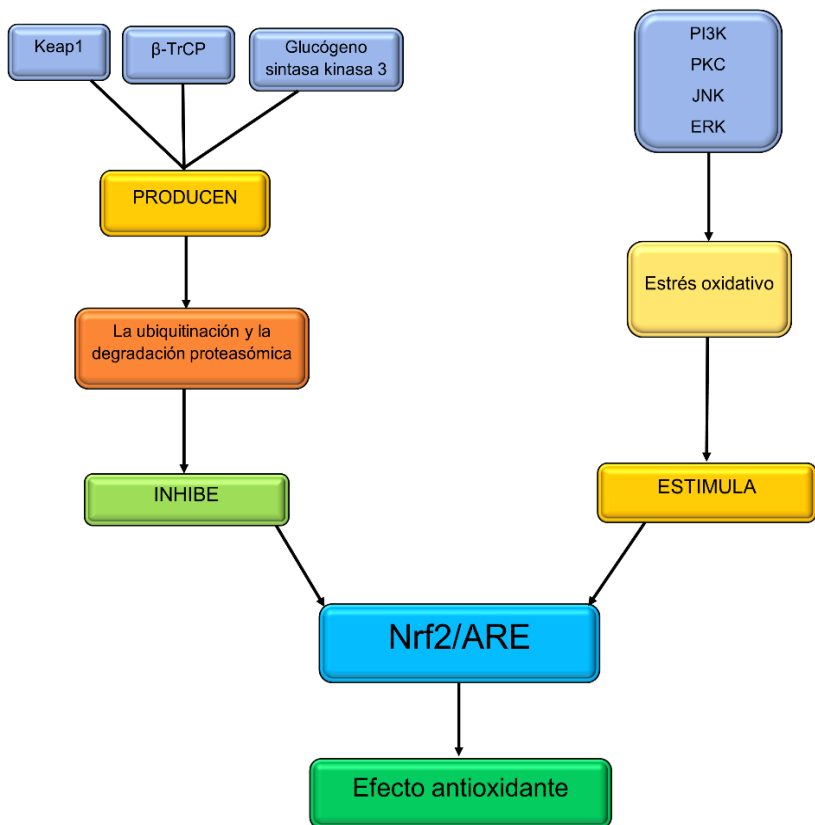 Keap1
β-TrCP
Glucógeno
sintasa kinasa 3
PI3K
PKC
JNK
ERK
PRODUCEN
Estrés oxidativo
La ubiquitinación y la
degradación proteasómica
INHIBE
ESTIMULA
Nrf2/ARE
Efecto antioxidante